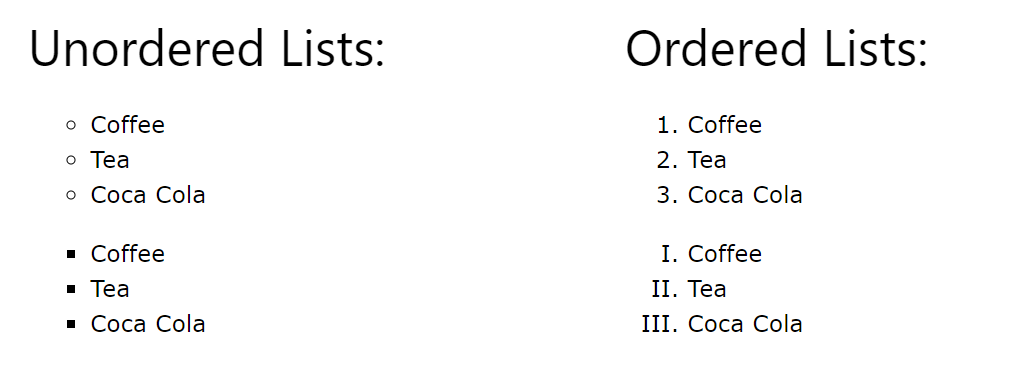 Unordered Lists:
Coffee
Tea
Coca Cola
Coffee
Tea
Coca Cola
Ordered Lists:
1. Coffee
2. Tea
3. Coca Cola
I. Coffee
II. Tea
III. Coca Cola